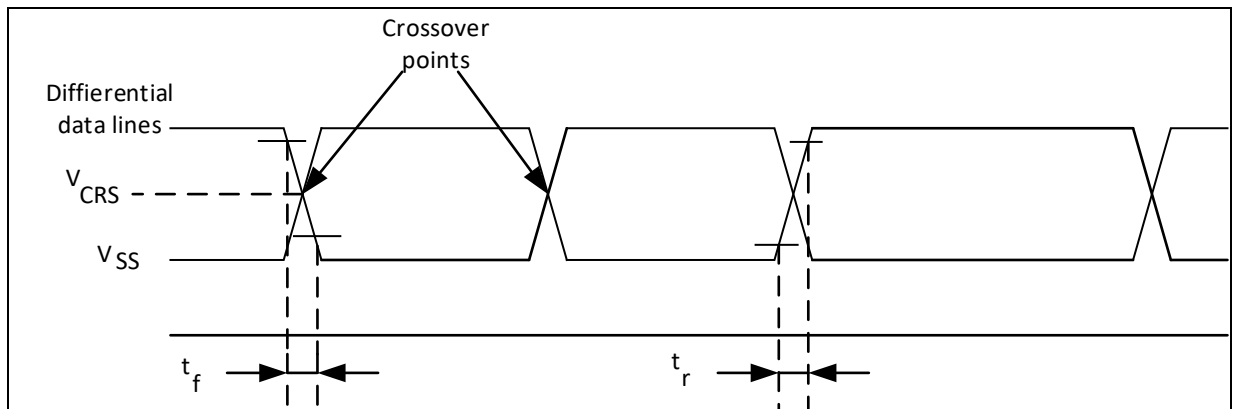 Crossover
points
Diffierential
data lines
V
CRS
V
SS
t
f
t
r